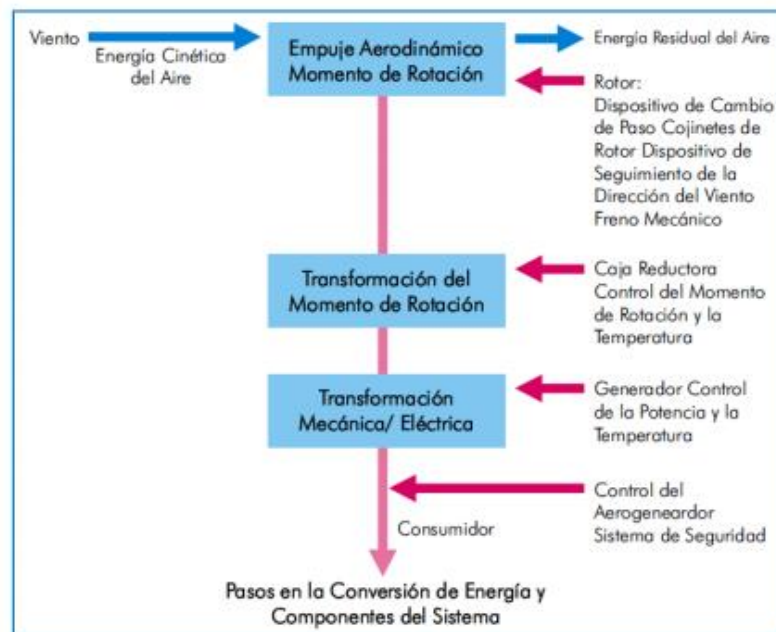 Viento
Energía Cinética
del Aire
Empuje Aerodinámico
Momento de Rotación
Energía Residual del Aire
Rotor:
Dispositivo de Cambio
de Paso Cojinetes de
Rotor Dispositivo de
Seguimiento de la
Dirección del Viento
Freno Mecánico
Transformación del
Momento de Rotación
Caja Reductora
Control del Momento
de Rotación y la
Temperatura
Transformación
Mecánica/ Eléctrica
Generador Control
de la Potencia y la
Temperatura
Control del
Aerogeneardor
Sistema de Seguridad
Consumidor
Pasos en la Conversión de Energía y
Componentes del Sistema